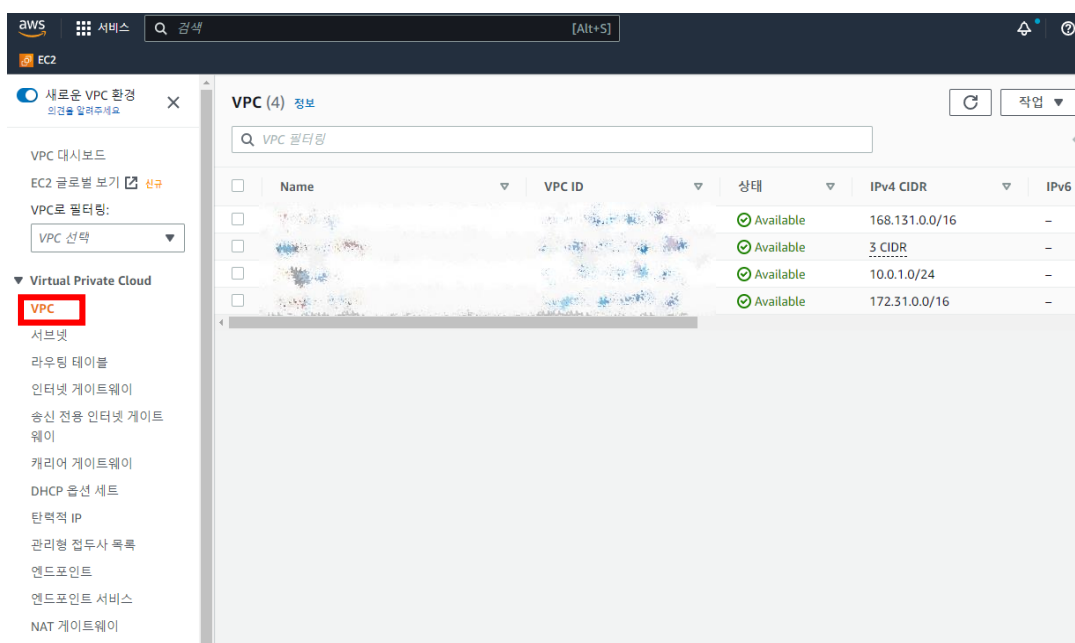 aws 서비스 검색 [Alt+S]
EC2
새로운 VPC 환경
의견을 알려주세요
VPC 대시보드
EC2 글로벌 보기 신규
VPC로 필터링:
VPC 선택
Virtual Private Cloud
VPC
서브넷
라우팅 테이블
인터넷 게이트웨이
송신 전용 인터넷 게이트
웨이
캐리어 게이트웨이
DHCP 옵션 세트
탄력적 IP
관리형 접두사 목록
엔드포인트
엔드포인트 서비스
NAT 게이트웨이
VPC (4) 정보
작업
VPC 필터링
Name VPC ID 상태 IPv4 CIDR IPv6
Available 168.131.0.0/16 –
Available 3 CIDR –
Available 10.0.1.0/24 –
Available 172.31.0.0/16 –